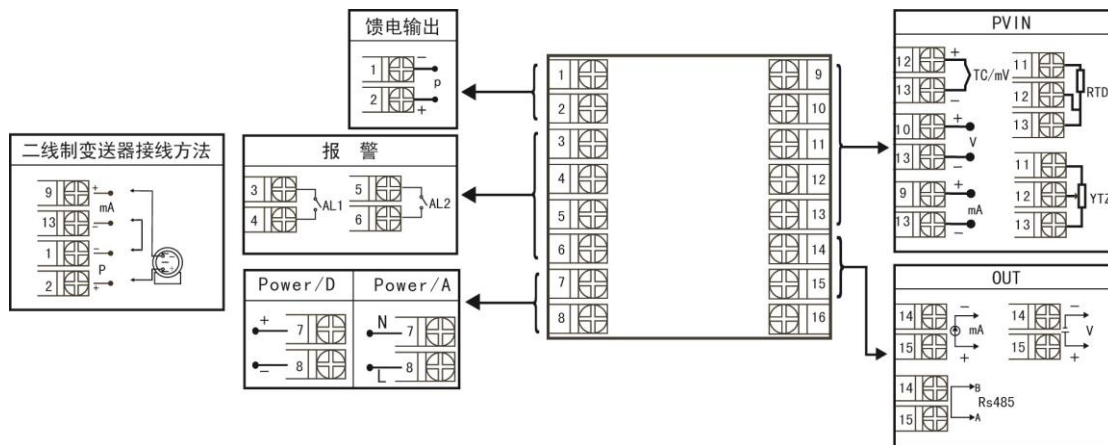 馈电输出
1 − p
2 +
二线制变送器接线方法
9 +
mA
13 −
1 −
P
2 +
报 警
3 AL1 5 AL2
4 6
Power/D Power/A
+ 7 N 7
− 8 L 8
1 9
2 10
3 11
4 12
5 13
6 14
7 15
8 16
PVIN
12 + TC/mV
13 −
10 + V
13 −
9 + mA
13 −
11
12 RTD
13
11
12 YTZ
13
OUT
14 − mA
15 +
14 − V
15 +
14 B
Rs485
15 A